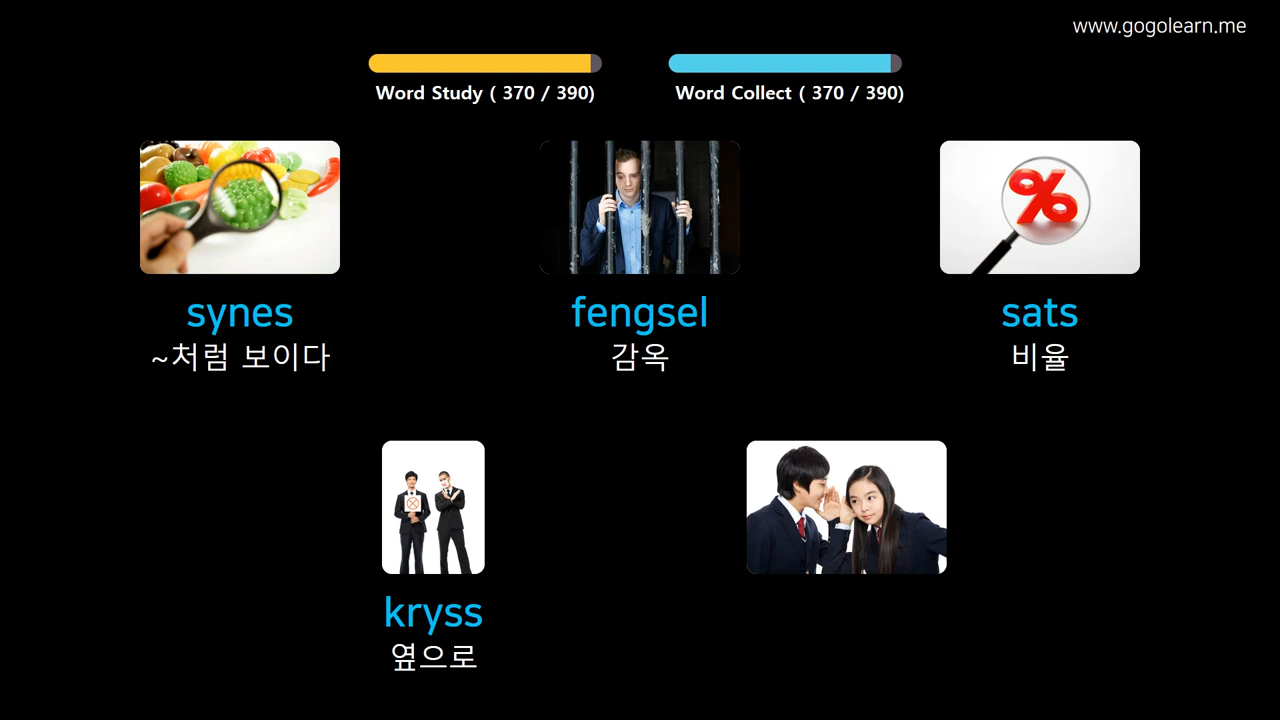 www.gogolearn.me
Word Study ( 370 / 390)
Word Collect ( 370 / 390)
synes
fengsel
sats
~처럼 보이다
감옥
비율
kryss
옆으로